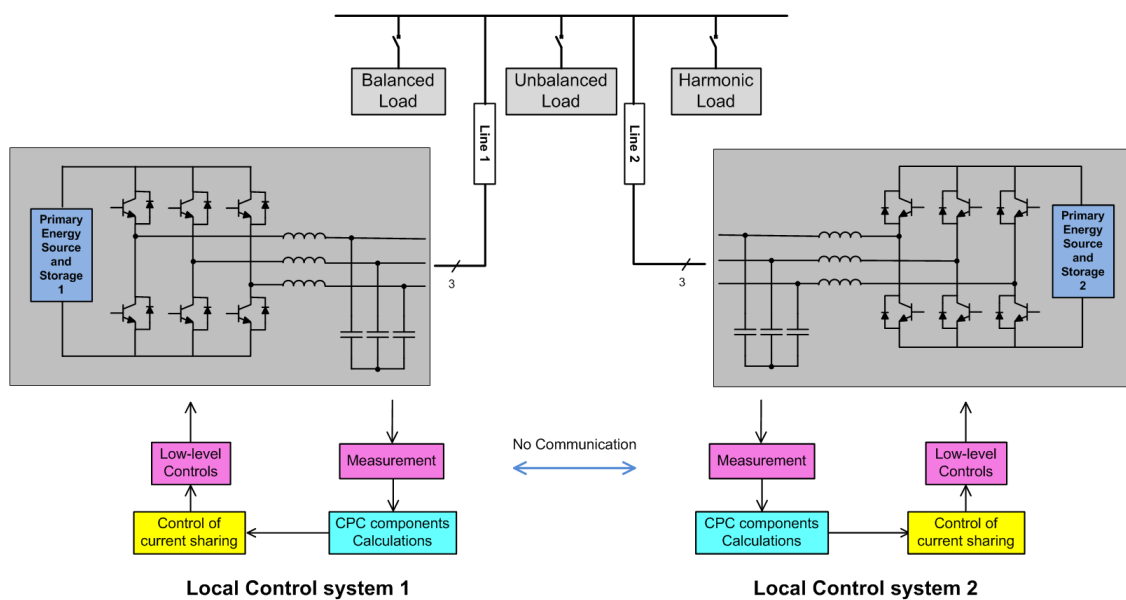 Balanced
Load
Unbalanced
Load
Harmonic
Load
Line 1
Line 2
Primary
Energy
Source
and
Storage
1
3
3
Primary
Energy
Source
and
Storage
2
Low-level
Controls
Measurement
No Communication
Measurement
Low-level
Controls
Control of
current sharing
CPC components
Calculations
CPC components
Calculations
Control of
current sharing
Local Control system 1
Local Control system 2